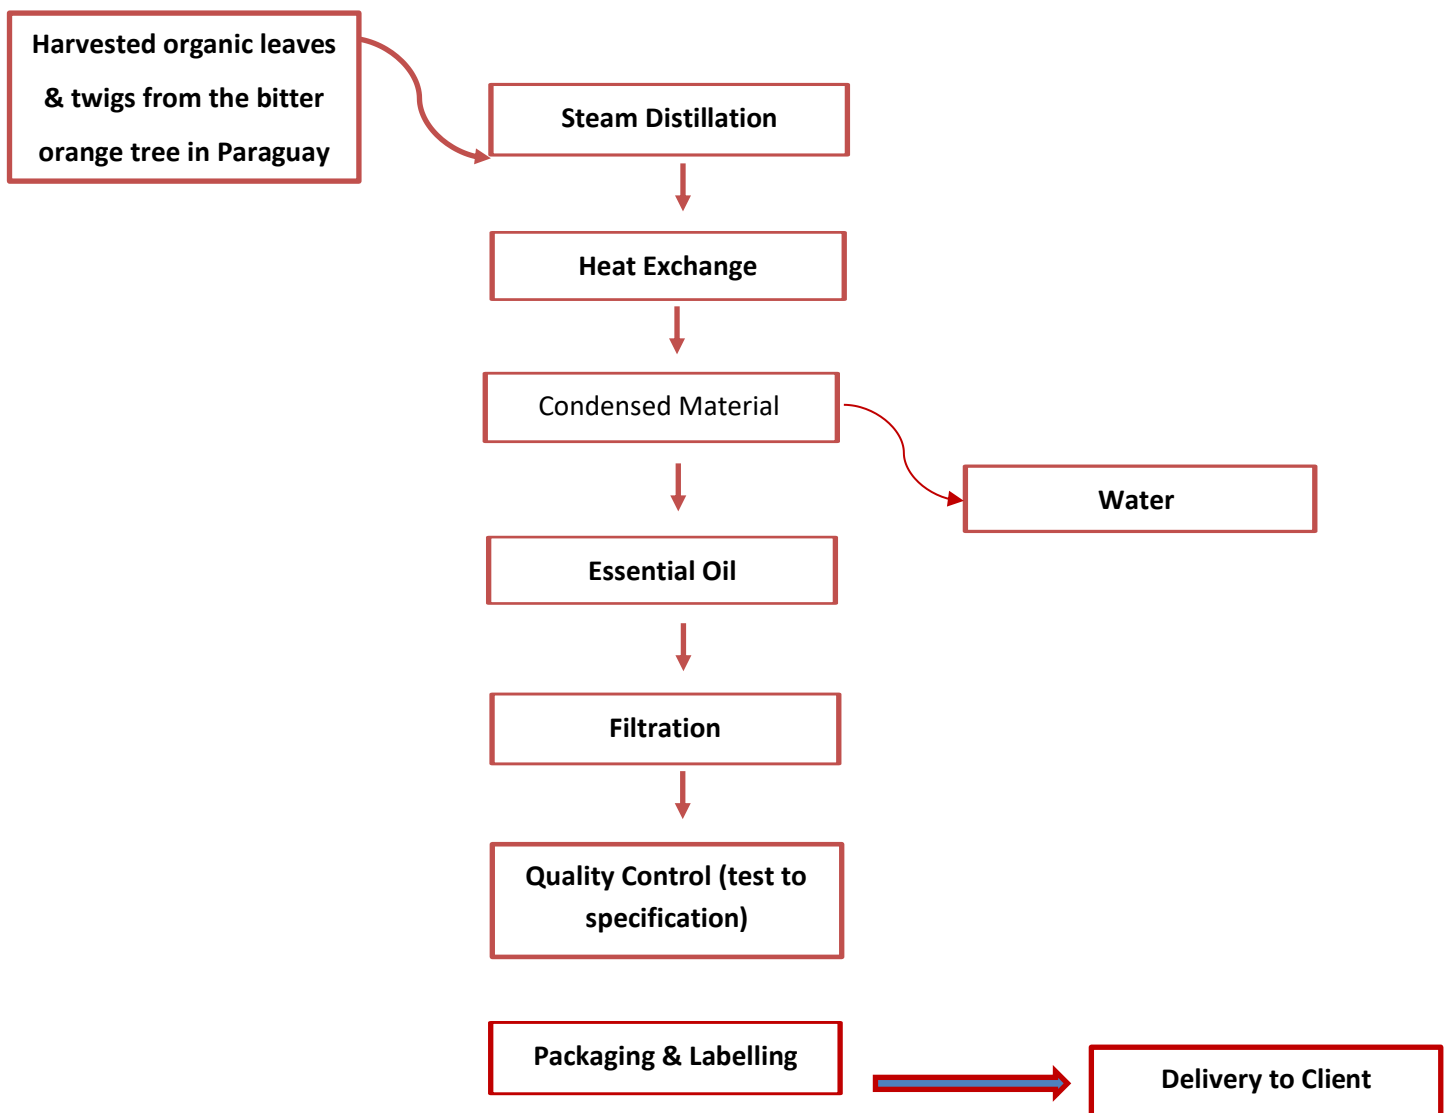 Harvested organic leaves
& twigs from the bitter
orange tree in Paraguay
Steam Distillation
Heat Exchange
Condensed Material
Water
Essential Oil
Filtration
Quality Control (test to
specification)
Packaging & Labelling
Delivery to Client